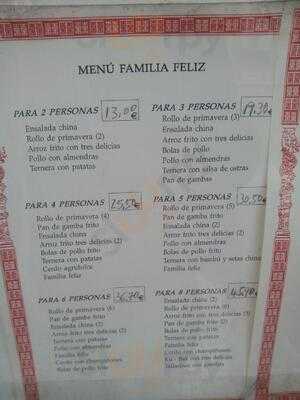 MENÚ FAMILIA FELIZ
PARA 2 PERSONAS 13,00€
Ensalada china
Rollo de primavera (2)
Arroz frito con tres delicias
Pollo con almendras
Ternera con patatas
PARA 3 PERSONAS 19,30€
Rollo de primavera (3)
Ensalada china
Arroz frito con tres delicias
Bolas de pollo
Pollo con almendras
Ternera con salsa de ostras
Pan de gambas
PARA 4 PERSONAS 25,50€
Rollo de primavera (4)
Pan de gamba frito
Ensalada china
Arroz frito tres delicias (2)
Bolas de pollo frito
Ternera con patatas
Cerdo agridulce
Familia feliz
PARA 5 PERSONAS 30,50€
Rollo de primavera (5)
Pan de gamba frito
Ensalada china (2)
Arroz frito tres delicias (2)
Pollo con almendras
Bolas de pollo frito
Ternera con bambú y setas chinas
Familia feliz
PARA 6 PERSONAS 36,70€
Rollo de primavera (6)
Pan de gamba frito
Ensalada china (2)
Arroz frito tres delicias (2)
Ternera con patatas
Pollo con almendras
Familia feliz
Cerdo con champiñones
Bolas de pollo frito
PARA 8 PERSONAS
Ensalada china (2)
Rollo de primavera (8)
Arroz frito con tres delicias (3)
Pan de gamba frito (2)
Bolas de pollo frito (2)
Ternera con patatas
Familia feliz
Cerdo con champiñones
con tres delicias
con gambas